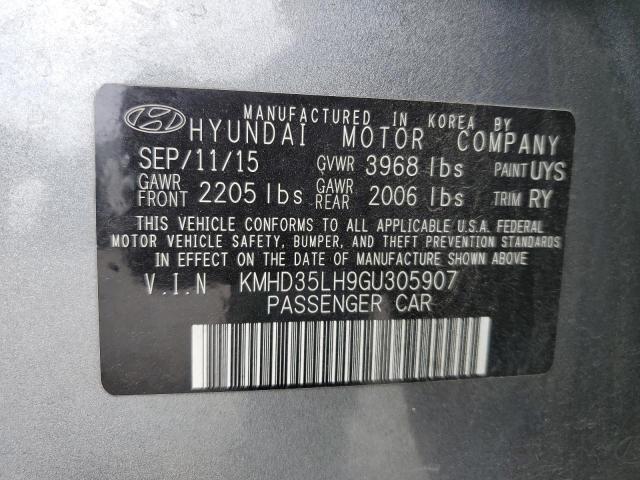 MANUFACTURED IN KOREA BY
HYUNDAI MOTOR COMPANY
SEP/11/15 GVWR 3968 lbs PAINT UYS
GAWR FRONT 2205 lbs GAWR REAR 2006 lbs TRIM RY
THIS VEHICLE CONFORMS TO ALL APPLICABLE U.S.A. FEDERAL
MOTOR VEHICLE SAFETY, BUMPER, AND THEFT PREVENTION STANDARDS
IN EFFECT ON THE DATE OF MANUFACTURE SHOWN ABOVE.
V.I.N KMHD35LH9GU305907
PASSENGER CAR